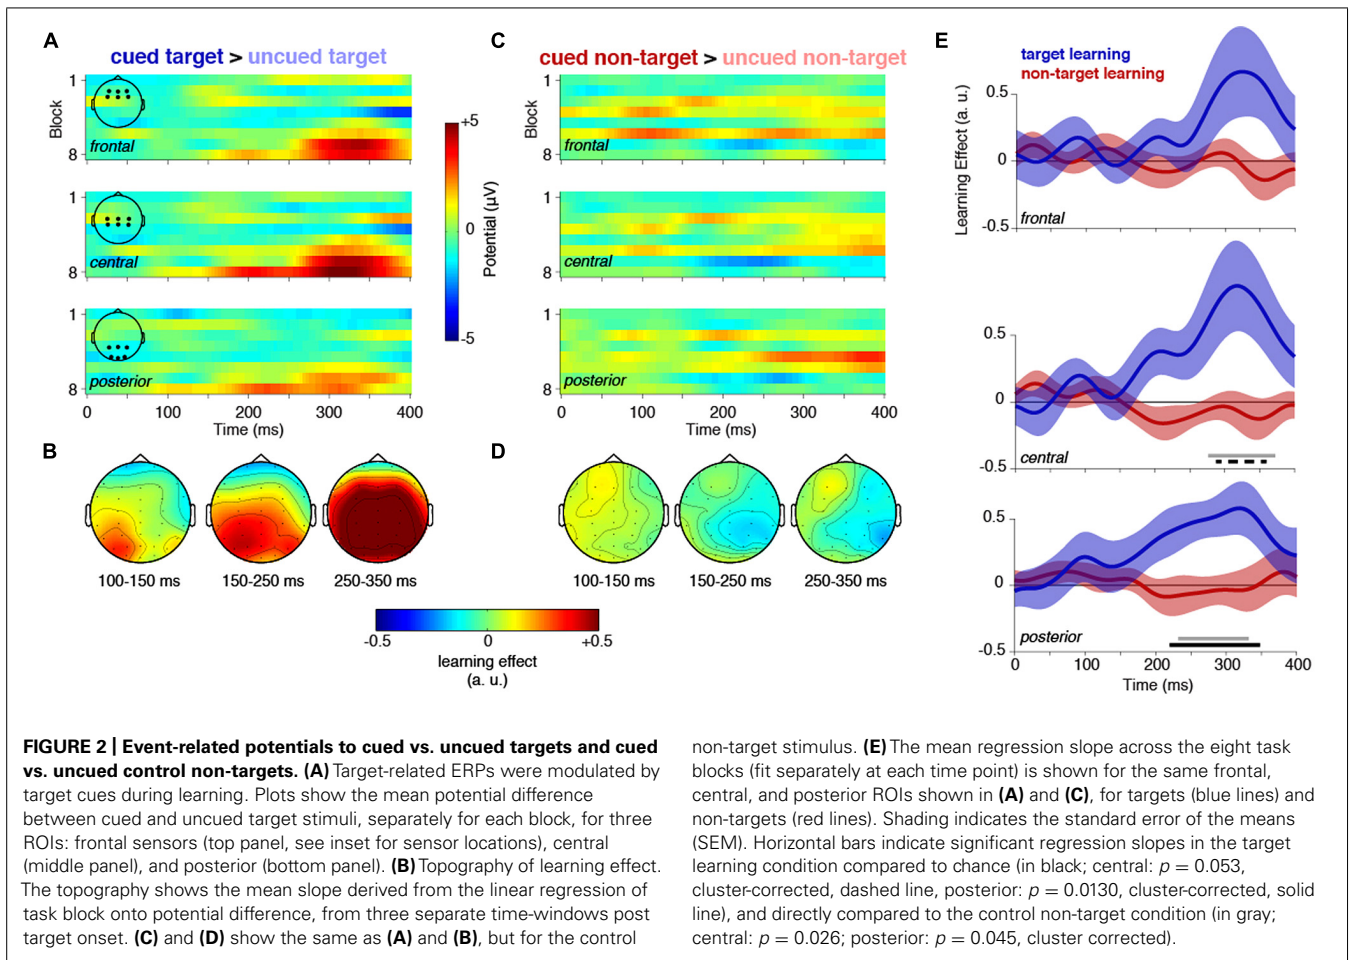 A
cued target > uncued target
Block
1
8
frontal
1
8
central
1
8
posterior
0
100
200
300
400
Time (ms)
+5
0
-5
Potential (µV)
C
cued non-target > uncued non-target
Block
1
8
frontal
1
8
central
1
8
posterior
0
100
200
300
400
Time (ms)
B
100-150 ms
150-250 ms
250-350 ms
D
100-150 ms
150-250 ms
250-350 ms
-0.5
0
+0.5
learning effect
(a. u.)
E
target learning
non-target learning
Learning Effect (a. u.)
0.5
0
-0.5
frontal
0.5
0
-0.5
central
0.5
0
-0.5
posterior
0
100
200
300
400
Time (ms)
FIGURE 2 | Event-related potentials to cued vs. uncued targets and cued
vs. uncued control non-targets. (A) Target-related ERPs were modulated by
target cues during learning. Plots show the mean potential difference
between cued and uncued target stimuli, separately for each block, for three
ROIs: frontal sensors (top panel, see inset for sensor locations), central
(middle panel), and posterior (bottom panel). (B) Topography of learning effect.
The topography shows the mean slope derived from the linear regression of
task block onto potential difference, from three separate time-windows post
target onset. (C) and (D) show the same as (A) and (B), but for the control
non-target stimulus. (E) The mean regression slope across the eight task
blocks (fit separately at each time point) is shown for the same frontal,
central, and posterior ROIs shown in (A) and (C), for targets (blue lines) and
non-targets (red lines). Shading indicates the standard error of the means
(SEM). Horizontal bars indicate significant regression slopes in the target
learning condition compared to chance (in black; central: p = 0.053,
cluster-corrected, dashed line, posterior: p = 0.0130, cluster-corrected, solid
line), and directly compared to the control non-target condition (in gray;
central: p = 0.026; posterior: p = 0.045, cluster corrected).